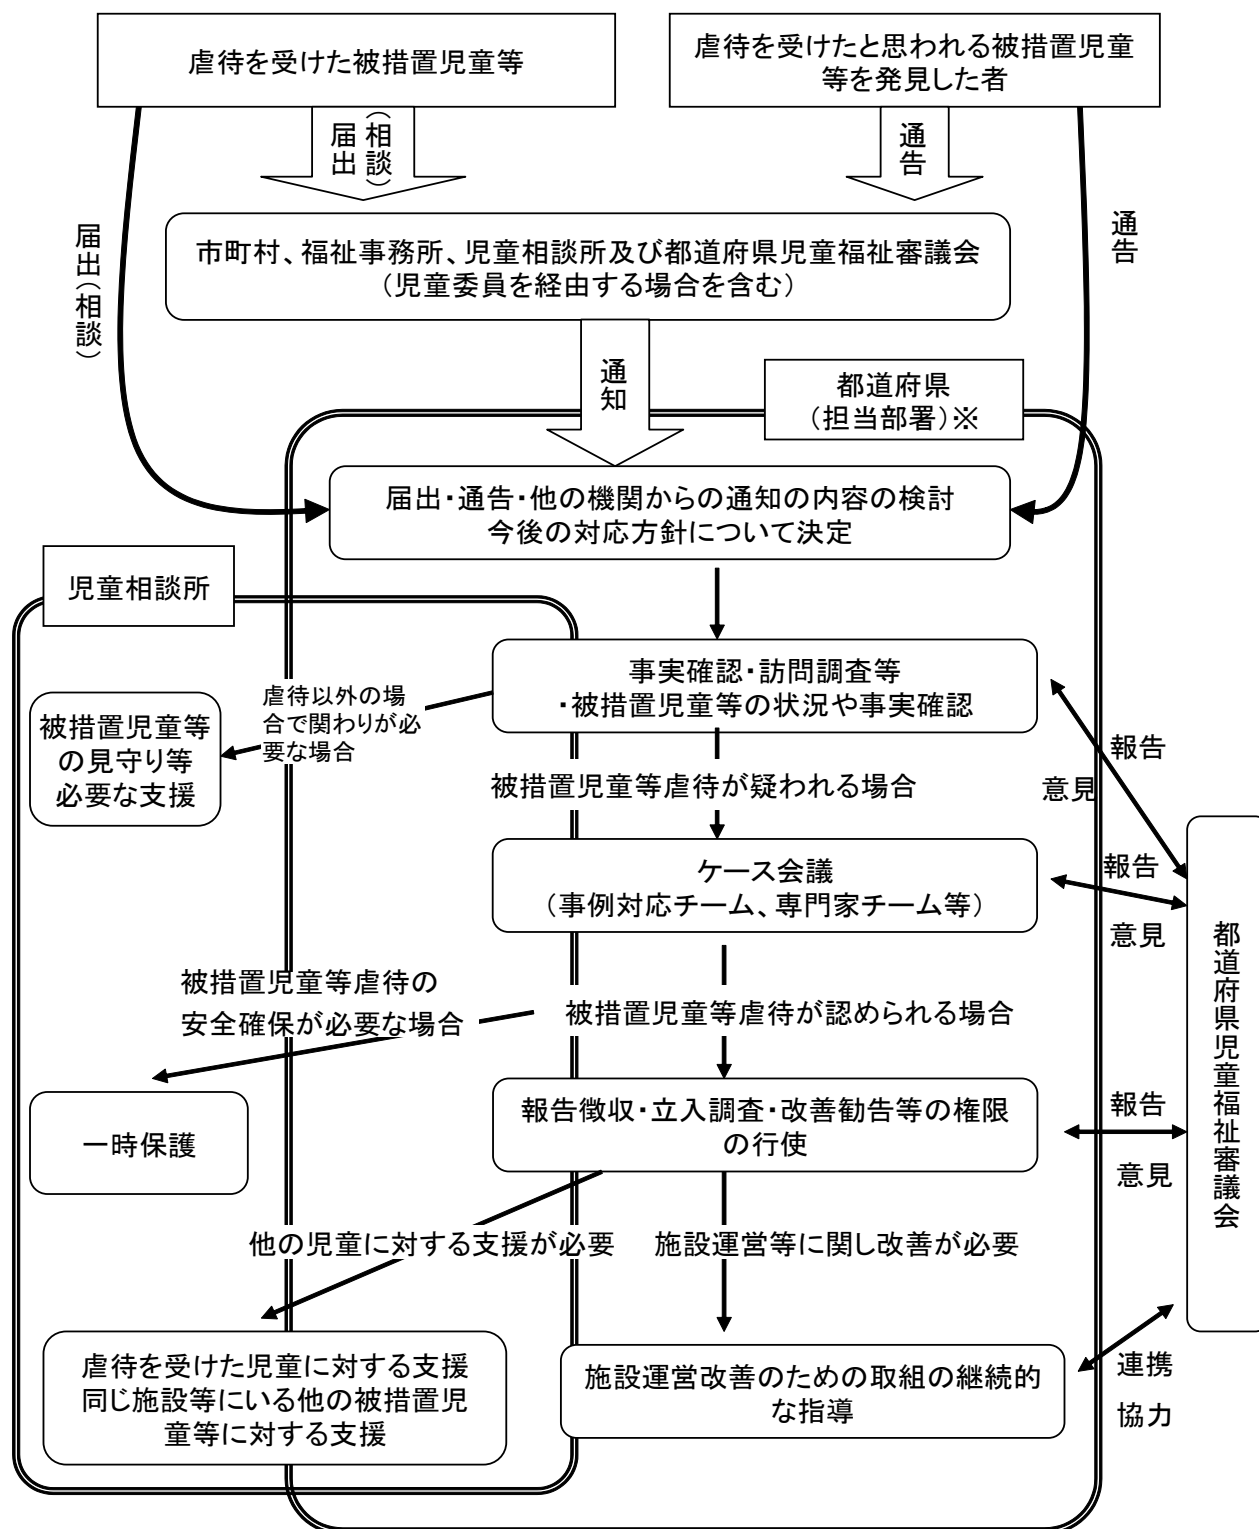 虐待を受けた被措置児童等
虐待を受けたと思われる被措置児童
等を発見した者
届出
（相談）
通告
届出（相談）
通告
市町村、福祉事務所、児童相談所及び都道府県児童福祉審議会
（児童委員を経由する場合を含む）
通知
都道府県
（担当部署）※
届出・通告・他の機関からの通知の内容の検討
今後の対応方針について決定
児童相談所
事実確認・訪問調査等
・被措置児童等の状況や事実確認
虐待以外の場
合で関わりが必
要な場合
被措置児童等
の見守り等
必要な支援
報告
意見
被措置児童等虐待が疑われる場合
ケース会議
（事例対応チーム、専門家チーム等）
報告
意見
都道府県児童福祉審議会
被措置児童等虐待の
安全確保が必要な場合
被措置児童等虐待が認められる場合
一時保護
報告徴収・立入調査・改善勧告等の権限
の行使
報告
意見
他の児童に対する支援が必要
施設運営等に関し改善が必要
虐待を受けた児童に対する支援
同じ施設等にいる他の被措置児
童等に対する支援
施設運営改善のための取組の継続的
な指導
連携
協力